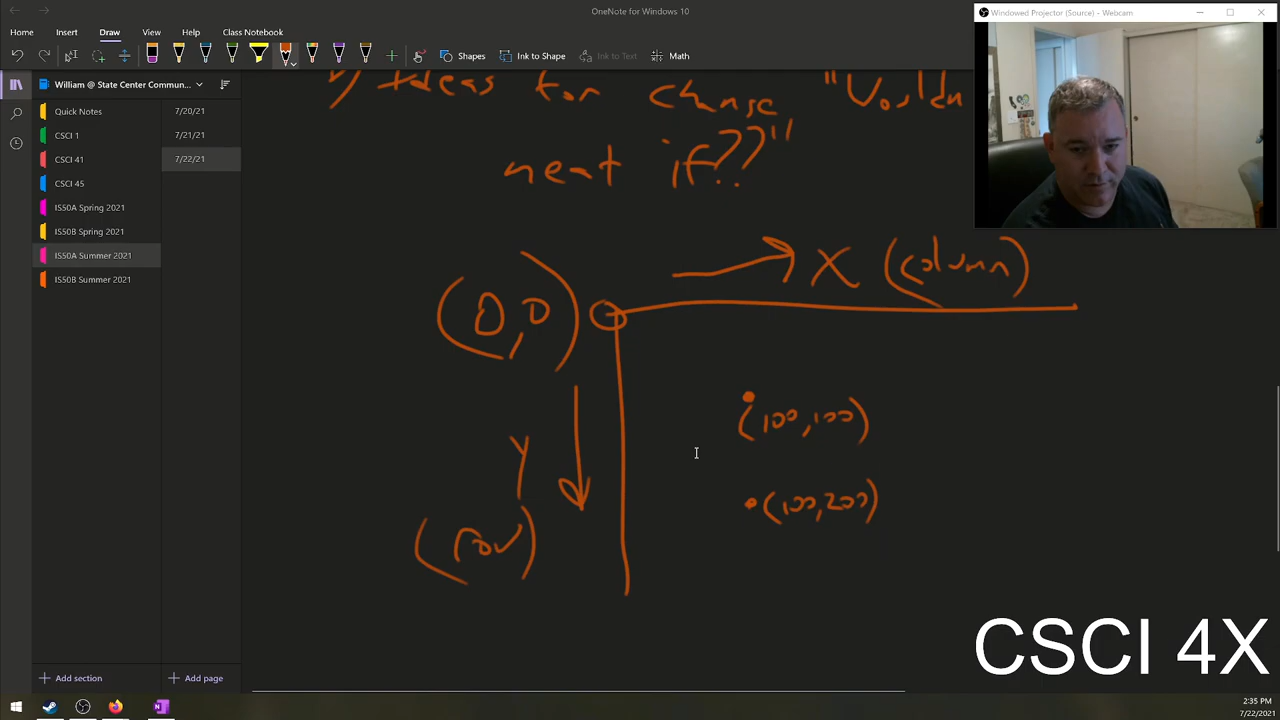 OneNote for Windows 10
Windowed Projector (Source) - Webcam
Home Insert Draw View Help Class Notebook
Shapes Ink to Shape Ink to Text Math
William @ State Center Commun...
Quick Notes
CSCI 1
CSCI 41
CSCI 45
IS50A Spring 2021
IS50B Spring 2021
IS50A Summer 2021
IS50B Summer 2021
7/20/21
7/21/21
7/22/21
Ideas for change "Wouldn
neat if??"
X (column)
(0,0)
(100,100)
Y
(100,200)
(row)
CSCI 4X
Add section
Add page
2:35 PM
7/22/2021